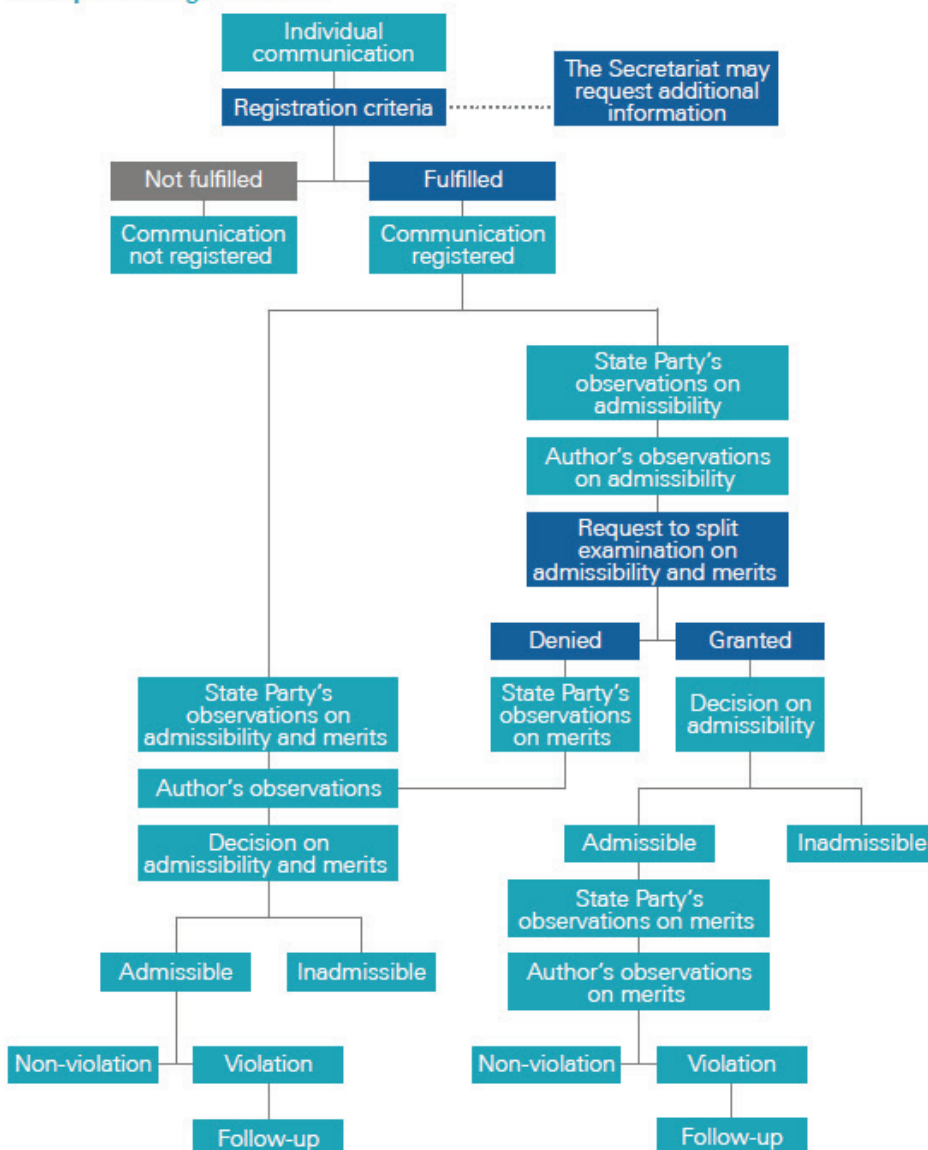 Individual
communication
The Secretariat may
request additional
information
Registration criteria
Not fulfilled
Fulfilled
Communication
not registered
Communication
registered
State Party's
observations on
admissibility
Author's observations
on admissibility
Request to split
examination on
admissibility and merits
Denied
Granted
State Party's
observations on
admissibility and merits
State Party's
observations
on merits
Decision on
admissibility
Author's observations
Decision on
admissibility and merits
Admissible
Inadmissible
State Party's
observations on merits
Admissible
Inadmissible
Author's observations
on merits
Non-violation
Violation
Non-violation
Violation
Follow-up
Follow-up